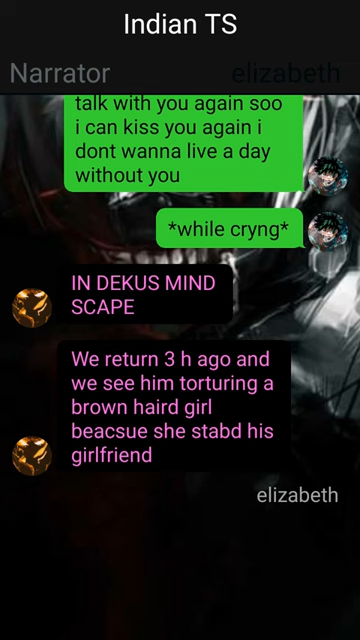 Indian TS
Narrator
elizabeth
talk with you again soo
i can kiss you again i
dont wanna live a day
without you
*while cryng*
IN DEKUS MIND
SCAPE
We return 3 h ago and
we see him torturing a
brown haird girl
beacsue she stabd his
girlfriend
elizabeth